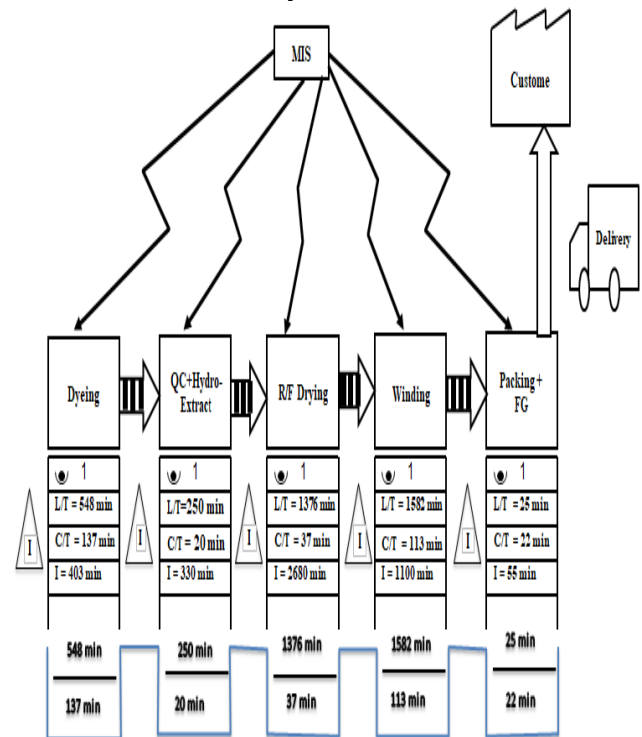 MIS
Custome
Delivery
Dyeing
QC+Hydro-
Extract
R/F Drying
Winding
Packing+
FG
1
1
1
1
1
L/T = 548 min
L/T=250 min
L/T= 1376 min
L/T= 1582 min
L/T =25 min
C/T = 137 min
C/T = 20 min
C/T = 37 min
C/T = 113 min
C/T = 22 min
I
I
I
I
I
I = 403 min
I = 330 min
I = 2680 min
I = 1100 min
I = 55 min
548 min
250 min
1376 min
1582 min
25 min
137 min
20 min
37 min
113 min
22 min